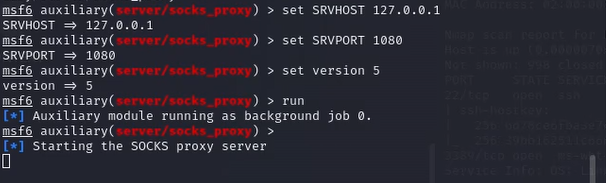 msf6 auxiliary(server/socks_proxy) > set SRVHOST 127.0.0.1
SRVHOST => 127.0.0.1
msf6 auxiliary(server/socks_proxy) > set SRVPORT 1080
SRVPORT => 1080
msf6 auxiliary(server/socks_proxy) > set version 5
version => 5
msf6 auxiliary(server/socks_proxy) > run
[*] Auxiliary module running as background job 0.
msf6 auxiliary(server/socks_proxy) >
[*] Starting the SOCKS proxy server